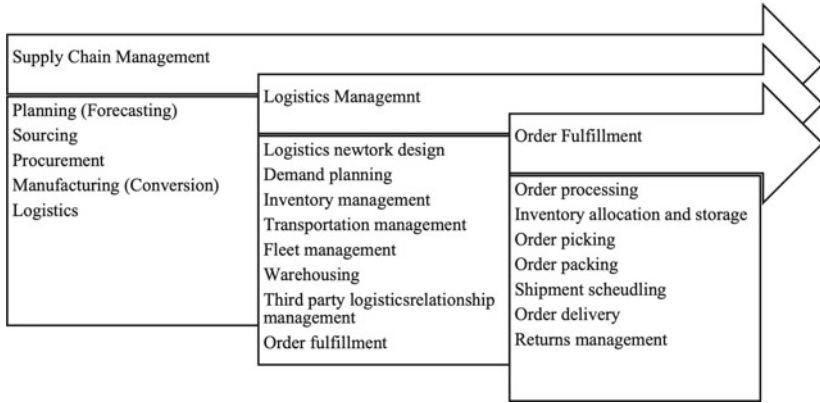 Supply Chain Management
Planning (Forecasting)
Sourcing
Procurement
Manufacturing (Conversion)
Logistics
Logistics Managemnt
Logistics newtork design
Demand planning
Inventory management
Transportation management
Fleet management
Warehousing
Third party logisticsrelationship
management
Order fulfillment
Order Fulfillment
Order processing
Inventory allocation and storage
Order picking
Order packing
Shipment scheudling
Order delivery
Returns management